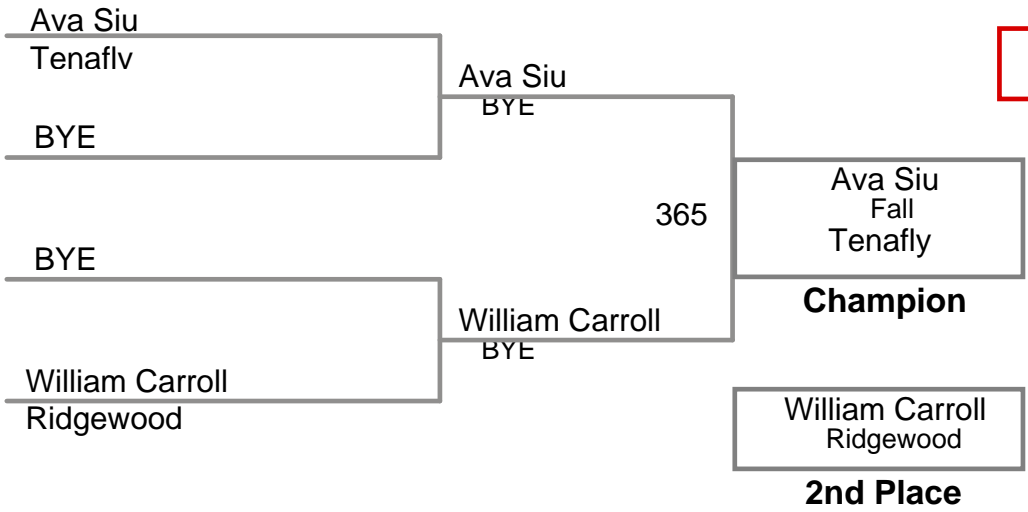 Ava Siu
Tenafly
BYE
BYE
William Carroll
Ridgewood
Ava Siu
BYE
William Carroll
BYE
365
Ava Siu
Fall
Tenafly
Champion
William Carroll
Ridgewood
2nd Place